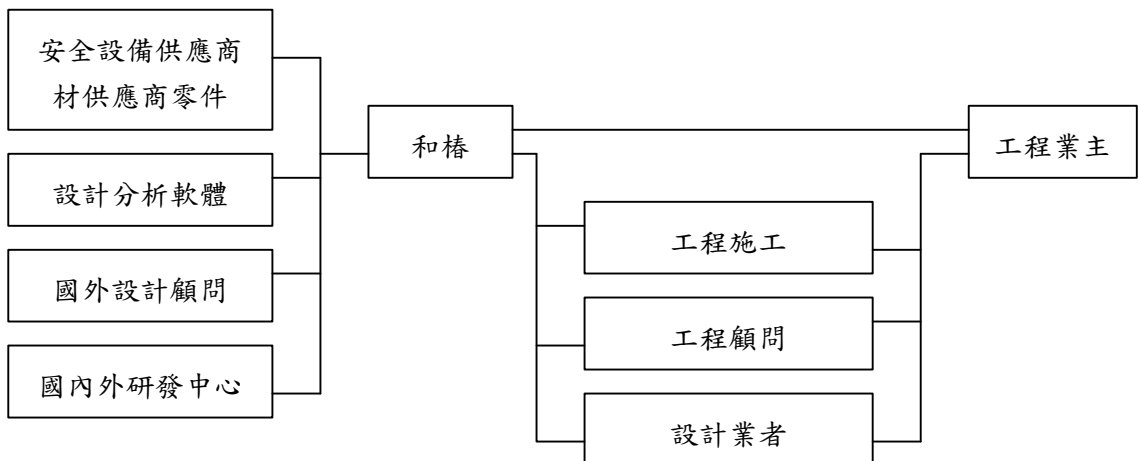 安全設備供應商
材供應商零件
設計分析軟體
國外設計顧問
國內外研發中心
和椿
工程業主
工程施工
工程顧問
設計業者